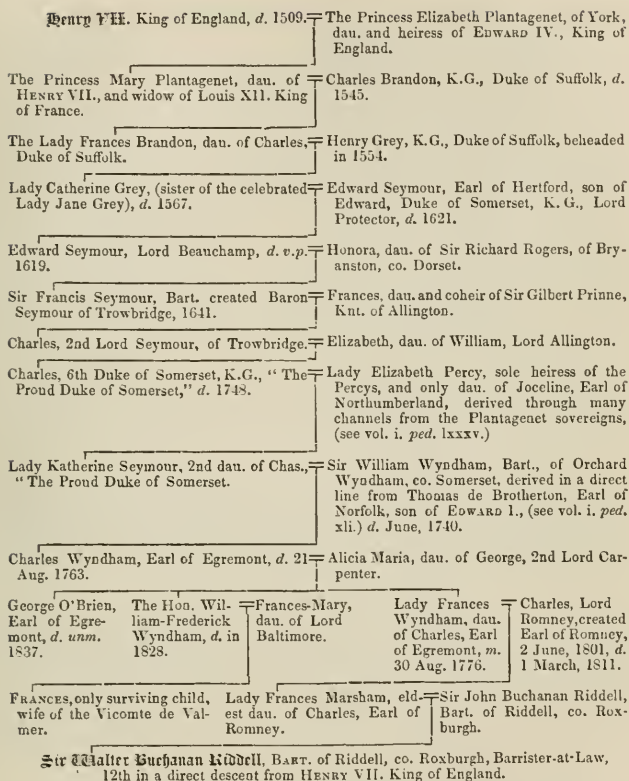 Henry VII. King of England, d. 1509.
The Princess Elizabeth Plantagenet, of York,
dau. and heiress of EDWARD IV., King of
England.
The Princess Mary Plantagenet, dau. of
HENRY VII., and widow of Louis XII. King
of France.
Charles Brandon, K.G., Duke of Suffolk, d.
1545.
The Lady Frances Brandon, dau. of Charles,
Duke of Suffolk.
Henry Grey, K.G., Duke of Suffolk, beheaded
in 1554.
Lady Catherine Grey, (sister of the celebrated
Lady Jane Grey), d. 1567.
Edward Seymour, Earl of Hertford, son of
Edward, Duke of Somerset, K. G., Lord
Protector, d. 1621.
Edward Seymour, Lord Beauchamp, d. v.p.
1619.
Honora, dau. of Sir Richard Rogers, of Bry-
anston, co. Dorset.
Sir Francis Seymour, Bart. created Baron
Seymour of Trowbridge, 1641.
Frances, dau. and coheir of Sir Gilbert Prinne,
Knt. of Allington.
Charles, 2nd Lord Seymour, of Trowbridge.
Elizabeth, dau. of William, Lord Allington.
Charles, 6th Duke of Somerset, K.G., "The
Proud Duke of Somerset," d. 1748.
Lady Elizabeth Percy, sole heiress of the
Percys, and only dau. of Joceline, Earl of
Northumberland, derived through many
channels from the Plantagenet sovereigns,
(see vol. i. ped. lxxxv.)
Lady Katherine Seymour, 2nd dau. of Chas.,
"The Proud Duke of Somerset.
Sir William Wyndham, Bart., of Orchard
Wyndham, co. Somerset, derived in a direct
line from Thomas de Brotherton, Earl of
Norfolk, son of EDWARD I., (see vol. i. ped.
xli.) d. June, 1740.
Charles Wyndham, Earl of Egremont, d. 21
Aug. 1763.
Alicia Maria, dau. of George, 2nd Lord Car-
penter.
George O'Brien,
Earl of Egre-
mont, d. unm.
1837.
The Hon. Wil-
liam-Frederick
Wyndham, d. in
1828.
Frances-Mary,
dau. of Lord
Baltimore.
Lady Frances
Wyndham, dau.
of Charles, Earl
of Egremont, m.
30 Aug. 1776.
Charles, Lord
Romney, created
Earl of Romney,
2 June, 1801, d.
1 March, 1811.
FRANCES, only surviving child,
wife of the Vicomte de Val-
mer.
Lady Frances Marsham, eld-
est dau. of Charles, Earl of
Romney.
Sir John Buchanan Riddell,
Bart. of Riddell, co. Rox-
burgh.
Sir Walter Buchanan Riddell, BART. of Riddell, co. Roxburgh, Barrister-at-Law,
12th in a direct descent from HENRY VII. King of England.